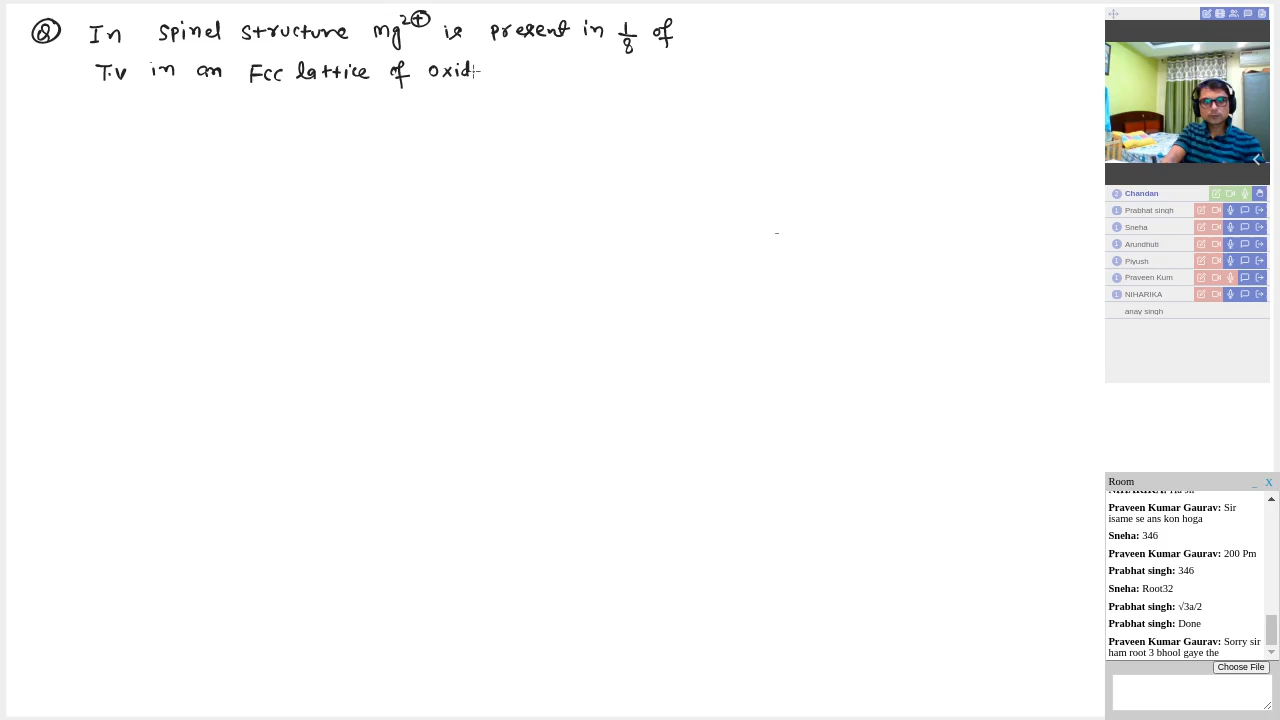 Q In spinel structure mg2⊕ is present in 1/8 of
T.v in an Fcc lattice of oxid
Chandan
Prabhat singh
Sneha
Arundhuti
Piyush
Praveen Kum
NIHARIKA
anay singh
Room _ X
Praveen Kumar Gaurav: Sir
isame se ans kon hoga
Sneha: 346
Praveen Kumar Gaurav: 200 Pm
Prabhat singh: 346
Sneha: Root32
Prabhat singh: √3a/2
Prabhat singh: Done
Praveen Kumar Gaurav: Sorry sir
ham root 3 bhool gaye the
Choose File